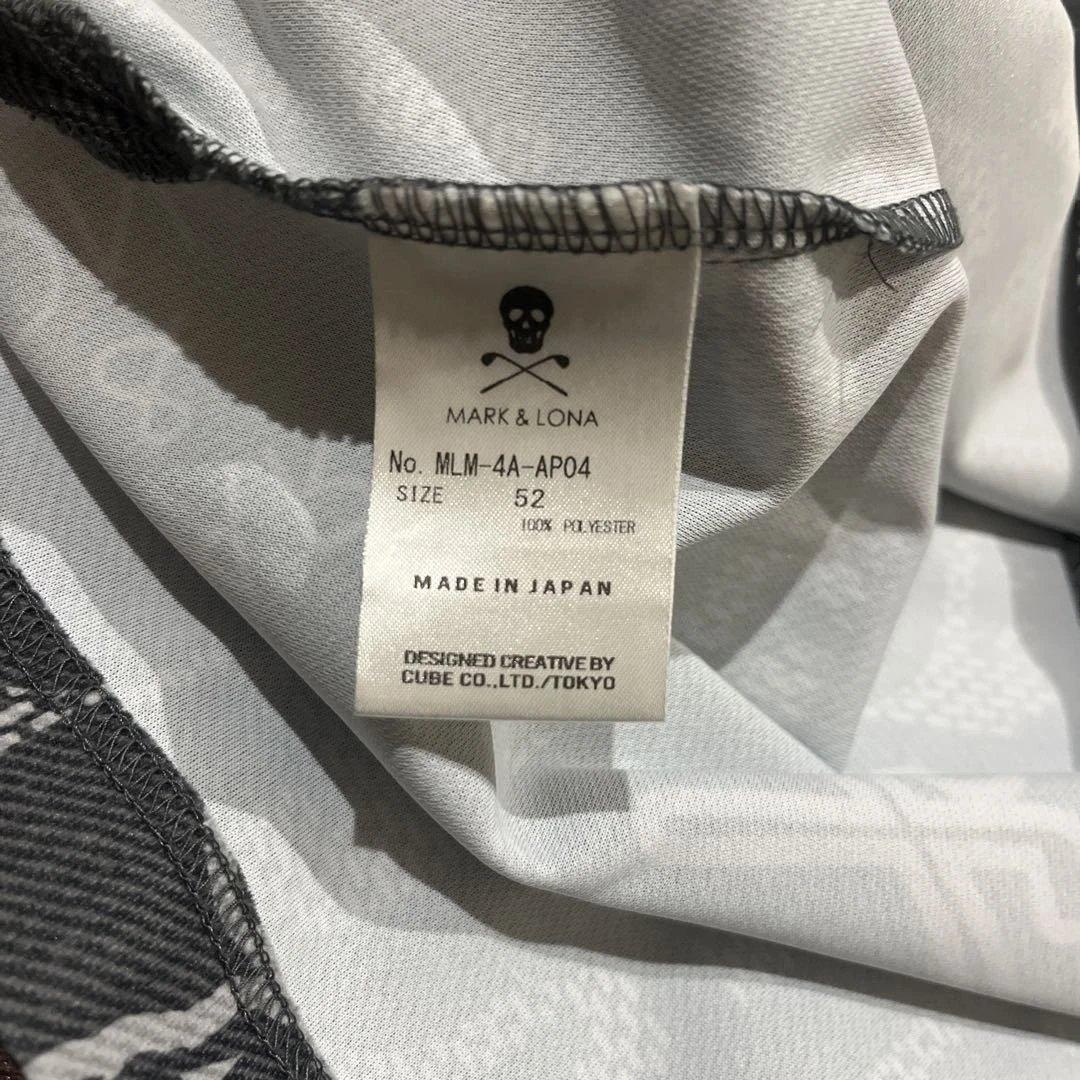 MARK & LONA
No. MLM-4A-AP04
SIZE 52
100% POLYESTER
MADE IN JAPAN
DESIGNED CREATIVE BY
CUBE CO.,LTD./TOKYO